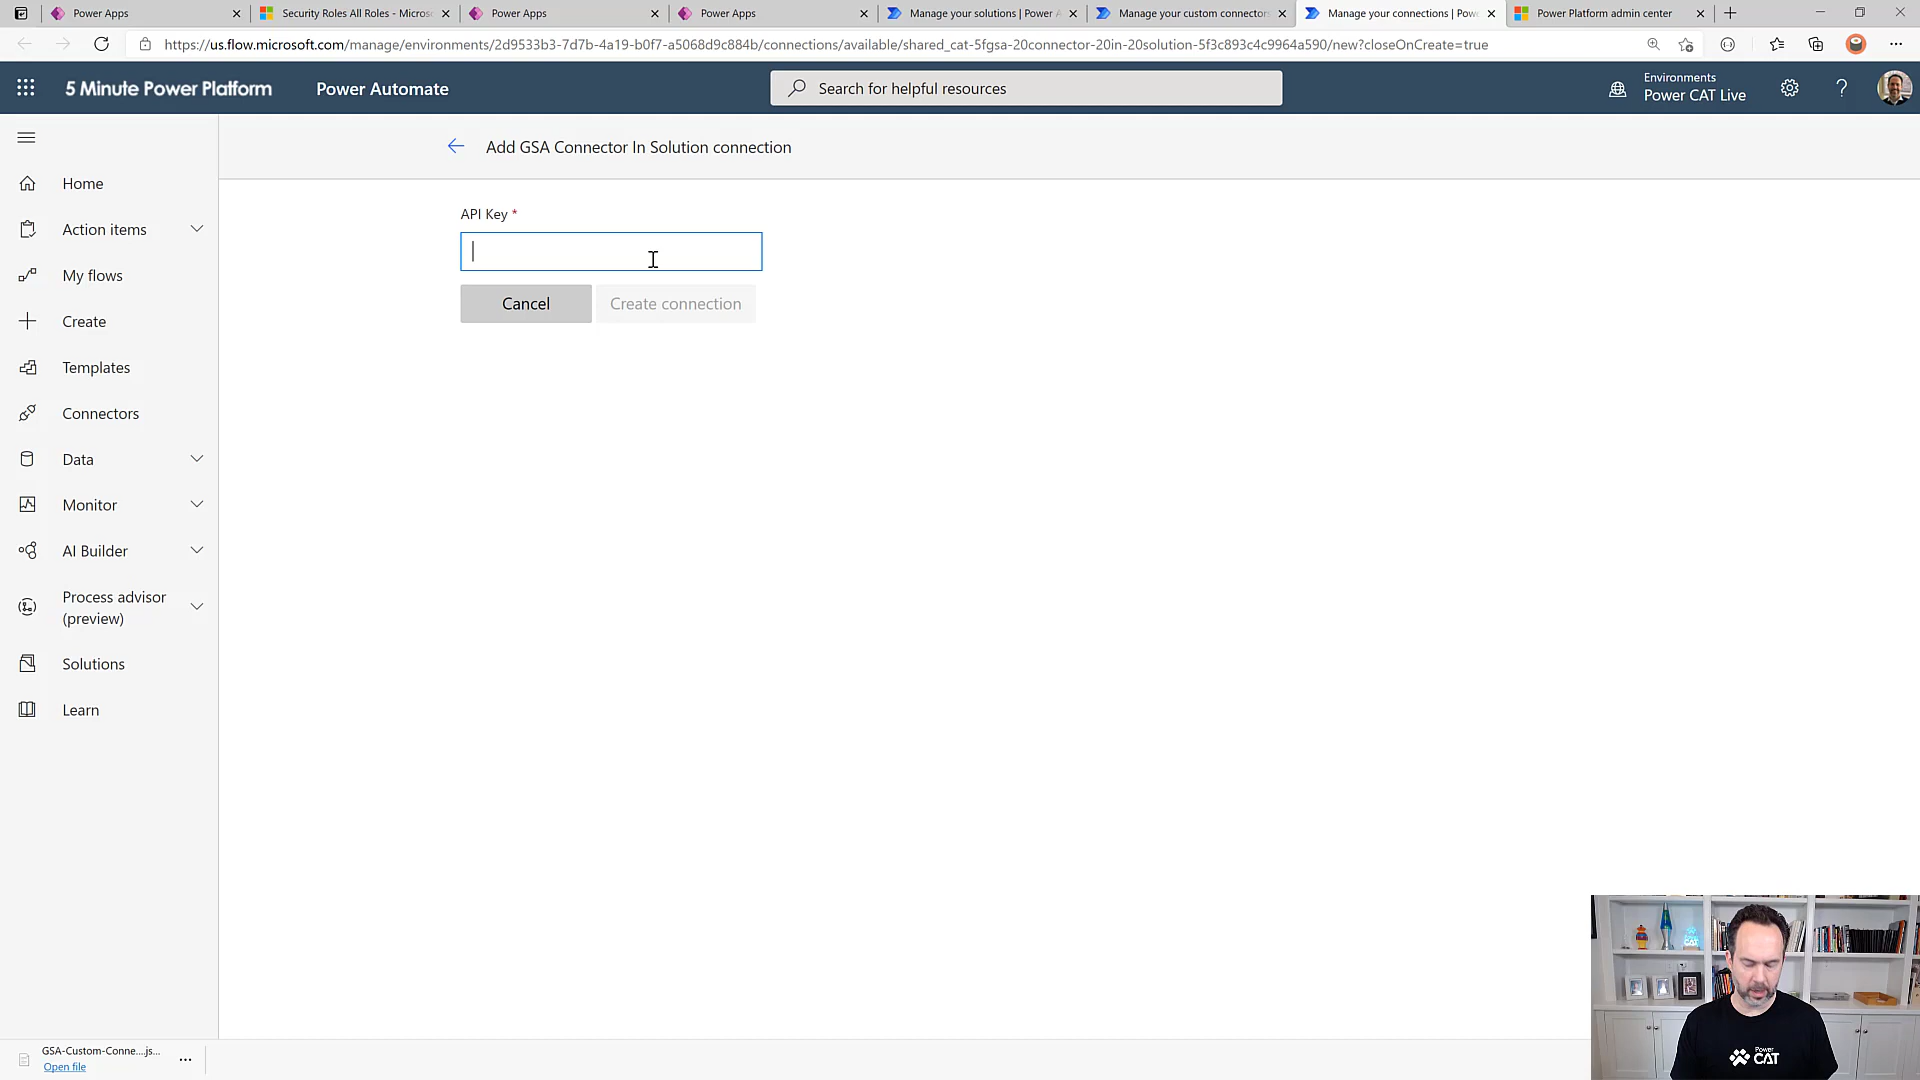 Power Apps
Security Roles All Roles - Micros
Power Apps
Power Apps
Manage your solutions | Power A
Manage your custom connectors
Manage your connections | Powe
Power Platform admin center
https://us.flow.microsoft.com/manage/environments/2d9533b3-7d7b-4a19-b0f7-a5068d9c884b/connections/available/shared_cat-5fgsa-20connector-20in-20solution-5f3c893c4c9964a590/new?closeOnCreate=true
5 Minute Power Platform
Power Automate
Search for helpful resources
Environments
Power CAT Live
Add GSA Connector In Solution connection
Home
Action items
My flows
Create
Templates
Connectors
Data
Monitor
AI Builder
Process advisor
(preview)
Solutions
Learn
API Key *
Cancel
Create connection
GSA-Custom-Conne....js...
Open file
Power
CAT